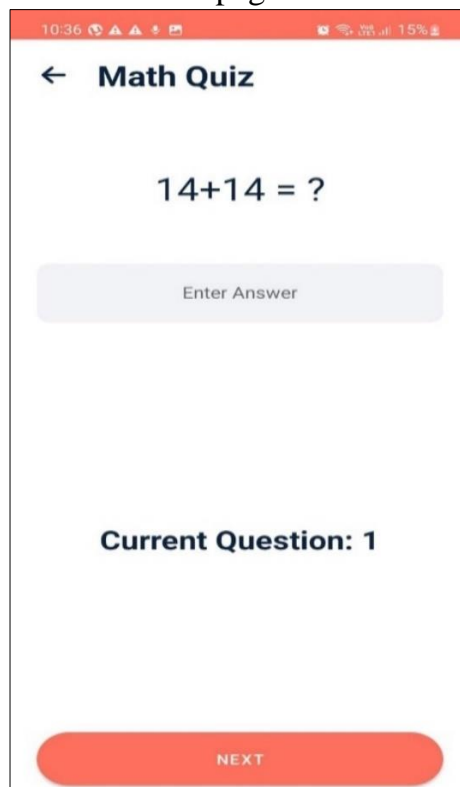 10:36
15%
← Math Quiz
14+14 = ?
Enter Answer
Current Question: 1
NEXT